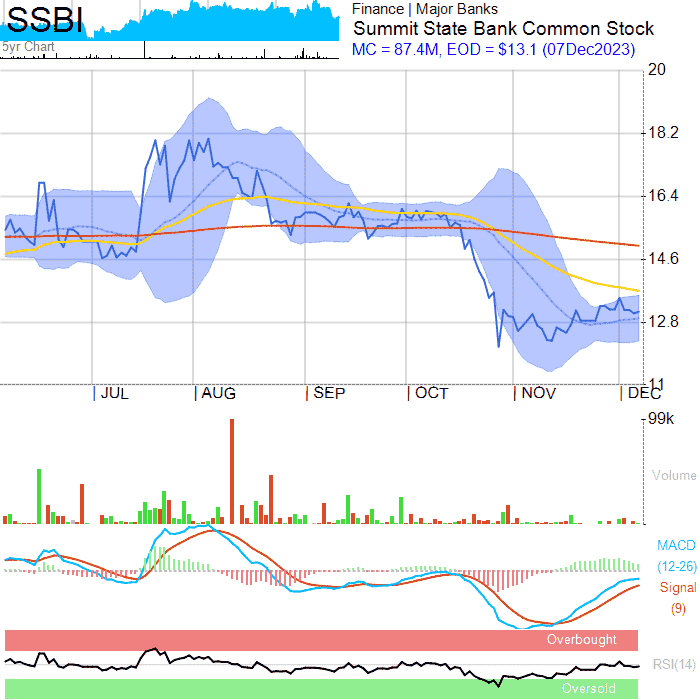 SSBI
5yr Chart
Finance | Major Banks
Summit State Bank Common Stock
MC = 87.4M, EOD = $13.1 (07Dec2023)
20
18.2
16.4
14.6
12.8
11
JUL AUG SEP OCT NOV DEC
99k
Volume
MACD
(12-26)
Signal
(9)
Overbought
RSI(14)
Oversold